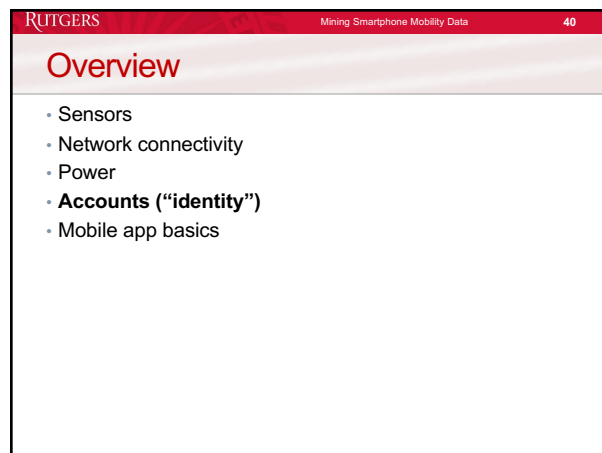 RUTGERS
Mining Smartphone Mobility Data
40
Overview
• Sensors
• Network connectivity
• Power
• Accounts (“identity”)
• Mobile app basics